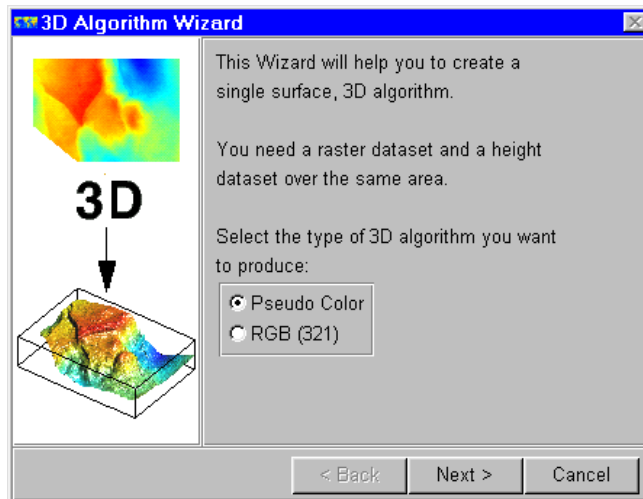 3D Algorithm Wizard
This Wizard will help you to create a
single surface, 3D algorithm.
You need a raster dataset and a height
dataset over the same area.
3D
Select the type of 3D algorithm you want
to produce:
Pseudo Color
RGB (321)
< Back
Next >
Cancel